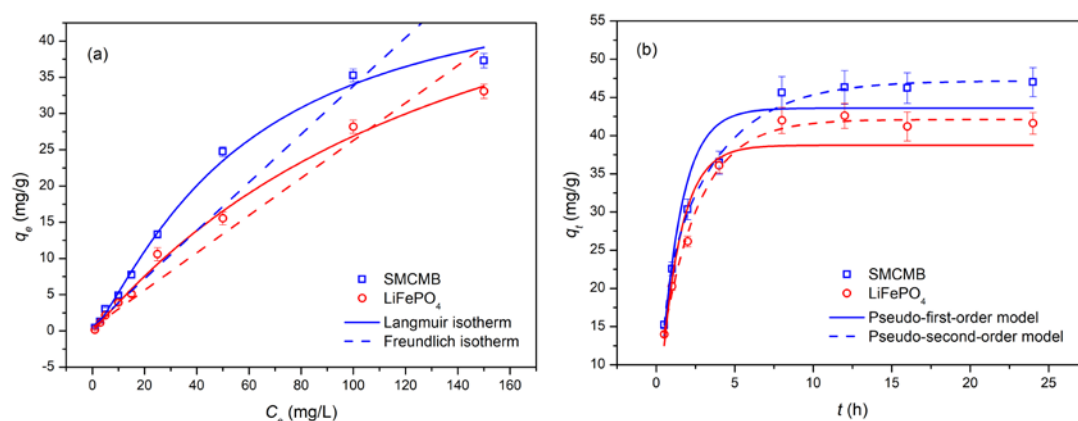 (a)
40
35
30
25
20
15
10
5
0
-5
0 20 40 60 80 100 120 140 160
qe (mg/g)
Ce (mg/L)
SMCMB
LiFePO4
Langmuir isotherm
Freundlich isotherm
(b)
55
50
45
40
35
30
25
20
15
10
0 5 10 15 20 25
qt (mg/g)
t (h)
SMCMB
LiFePO4
Pseudo-first-order model
Pseudo-second-order model